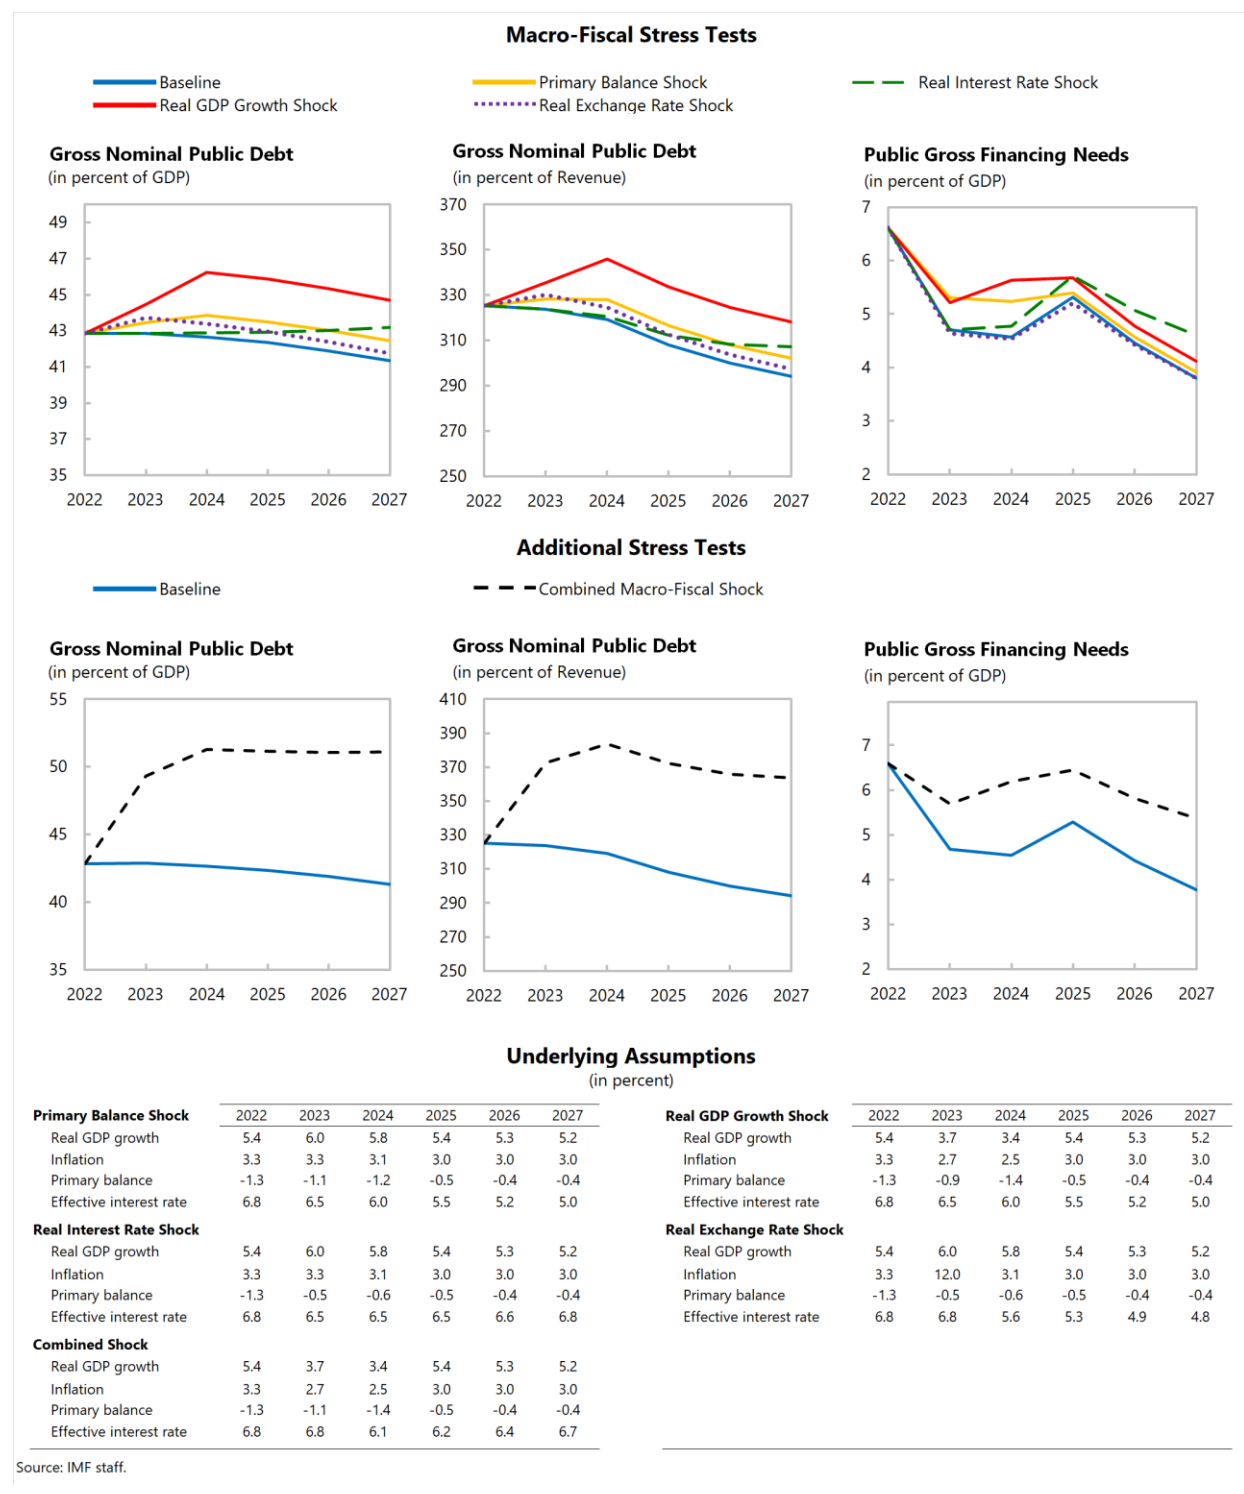 Macro-Fiscal Stress Tests
Baseline Primary Balance Shock Real Interest Rate Shock
Real GDP Growth Shock Real Exchange Rate Shock
Gross Nominal Public Debt
(in percent of GDP)
49
47
45
43
41
39
37
35
2022 2023 2024 2025 2026 2027
Gross Nominal Public Debt
(in percent of Revenue)
370
350
330
310
290
270
250
2022 2023 2024 2025 2026 2027
Public Gross Financing Needs
(in percent of GDP)
7
6
5
4
3
2
2022 2023 2024 2025 2026 2027
Additional Stress Tests
Baseline Combined Macro-Fiscal Shock
Gross Nominal Public Debt
(in percent of GDP)
55
50
45
40
35
2022 2023 2024 2025 2026 2027
Gross Nominal Public Debt
(in percent of Revenue)
410
390
370
350
330
310
290
270
250
2022 2023 2024 2025 2026 2027
Public Gross Financing Needs
(in percent of GDP)
7
6
5
4
3
2
2022 2023 2024 2025 2026 2027
Underlying Assumptions
(in percent)
Primary Balance Shock 2022 2023 2024 2025 2026 2027
Real GDP growth 5.4 6.0 5.8 5.4 5.3 5.2
Inflation 3.3 3.3 3.1 3.0 3.0 3.0
Primary balance -1.3 -1.1 -1.2 -0.5 -0.4 -0.4
Effective interest rate 6.8 6.5 6.0 5.5 5.2 5.0
Real Interest Rate Shock
Real GDP growth 5.4 6.0 5.8 5.4 5.3 5.2
Inflation 3.3 3.3 3.1 3.0 3.0 3.0
Primary balance -1.3 -0.5 -0.6 -0.5 -0.4 -0.4
Effective interest rate 6.8 6.5 6.5 6.5 6.6 6.8
Combined Shock
Real GDP growth 5.4 3.7 3.4 5.4 5.3 5.2
Inflation 3.3 2.7 2.5 3.0 3.0 3.0
Primary balance -1.3 -1.1 -1.4 -0.5 -0.4 -0.4
Effective interest rate 6.8 6.8 6.1 6.2 6.4 6.7
Real GDP Growth Shock 2022 2023 2024 2025 2026 2027
Real GDP growth 5.4 3.7 3.4 5.4 5.3 5.2
Inflation 3.3 2.7 2.5 3.0 3.0 3.0
Primary balance -1.3 -0.9 -1.4 -0.5 -0.4 -0.4
Effective interest rate 6.8 6.5 6.0 5.5 5.2 5.0
Real Exchange Rate Shock
Real GDP growth 5.4 6.0 5.8 5.4 5.3 5.2
Inflation 3.3 12.0 3.1 3.0 3.0 3.0
Primary balance -1.3 -0.5 -0.6 -0.5 -0.4 -0.4
Effective interest rate 6.8 6.8 5.6 5.3 4.9 4.8
Source: IMF staff.